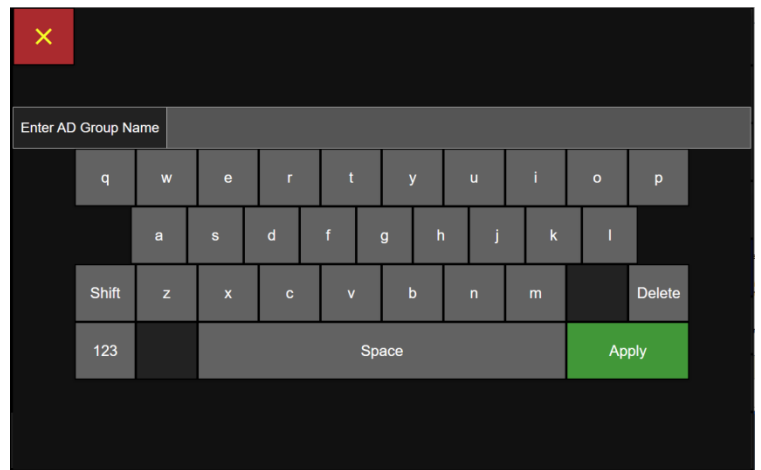 ×
Enter AD Group Name
q w e r t y u i o p
a s d f g h j k l
Shift z x c v b n m Delete
123 Space Apply